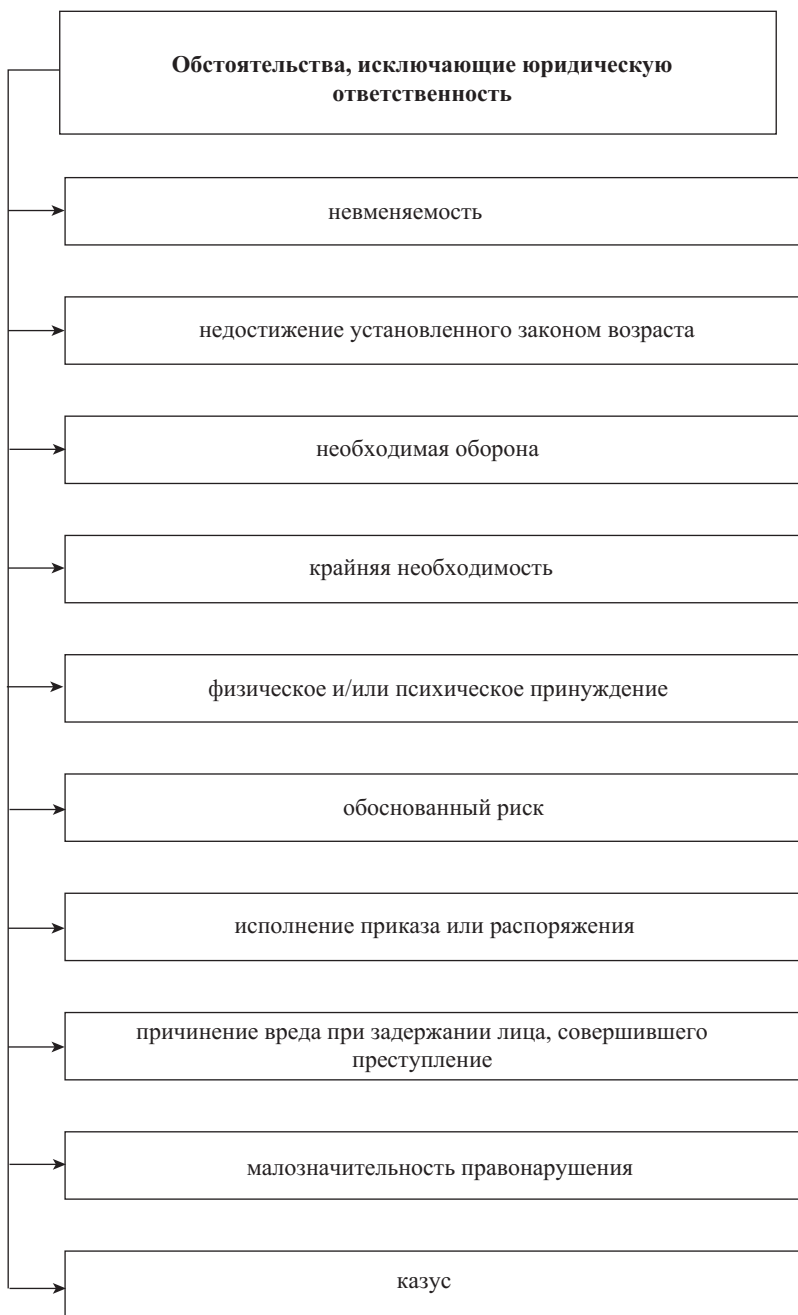 Обстоятельства, исключающие юридическую
ответственность
невменяемость
недостижение установленного законом возраста
необходимая оборона
крайняя необходимость
физическое и/или психическое принуждение
обоснованный риск
исполнение приказа или распоряжения
причинение вреда при задержании лица, совершившего
преступление
малозначительность правонарушения
казус